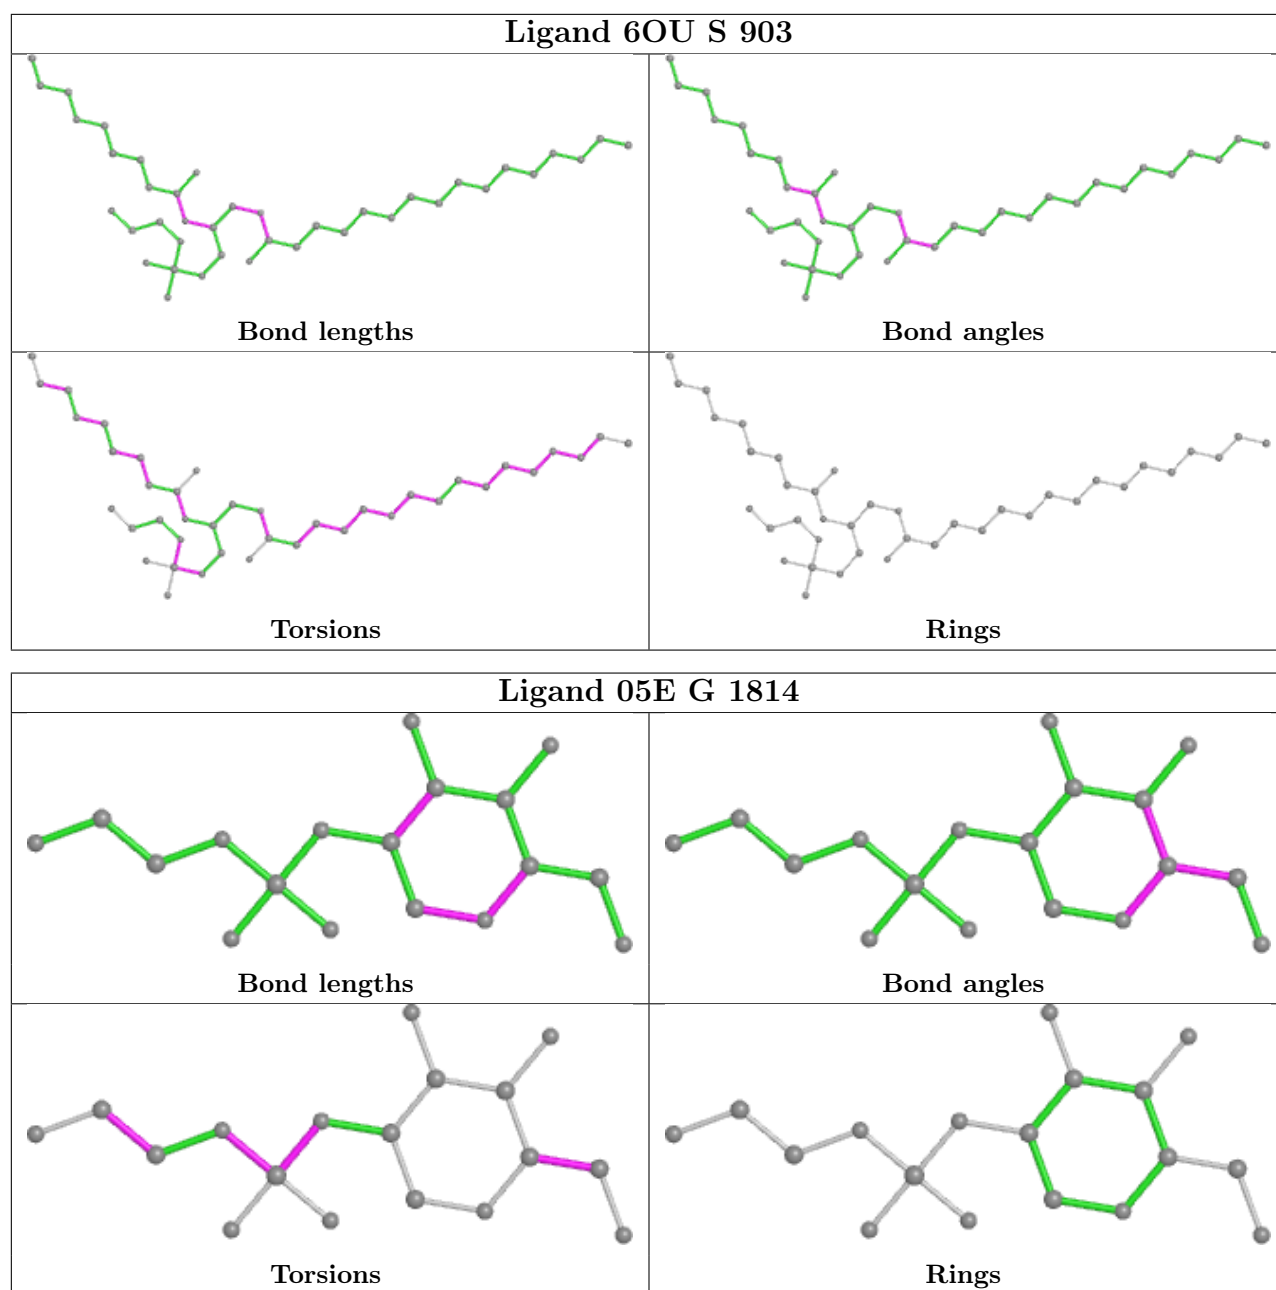 Ligand 6OU S 903
Bond lengths
Bond angles
Torsions
Rings
Ligand 05E G 1814
Bond lengths
Bond angles
Torsions
Rings